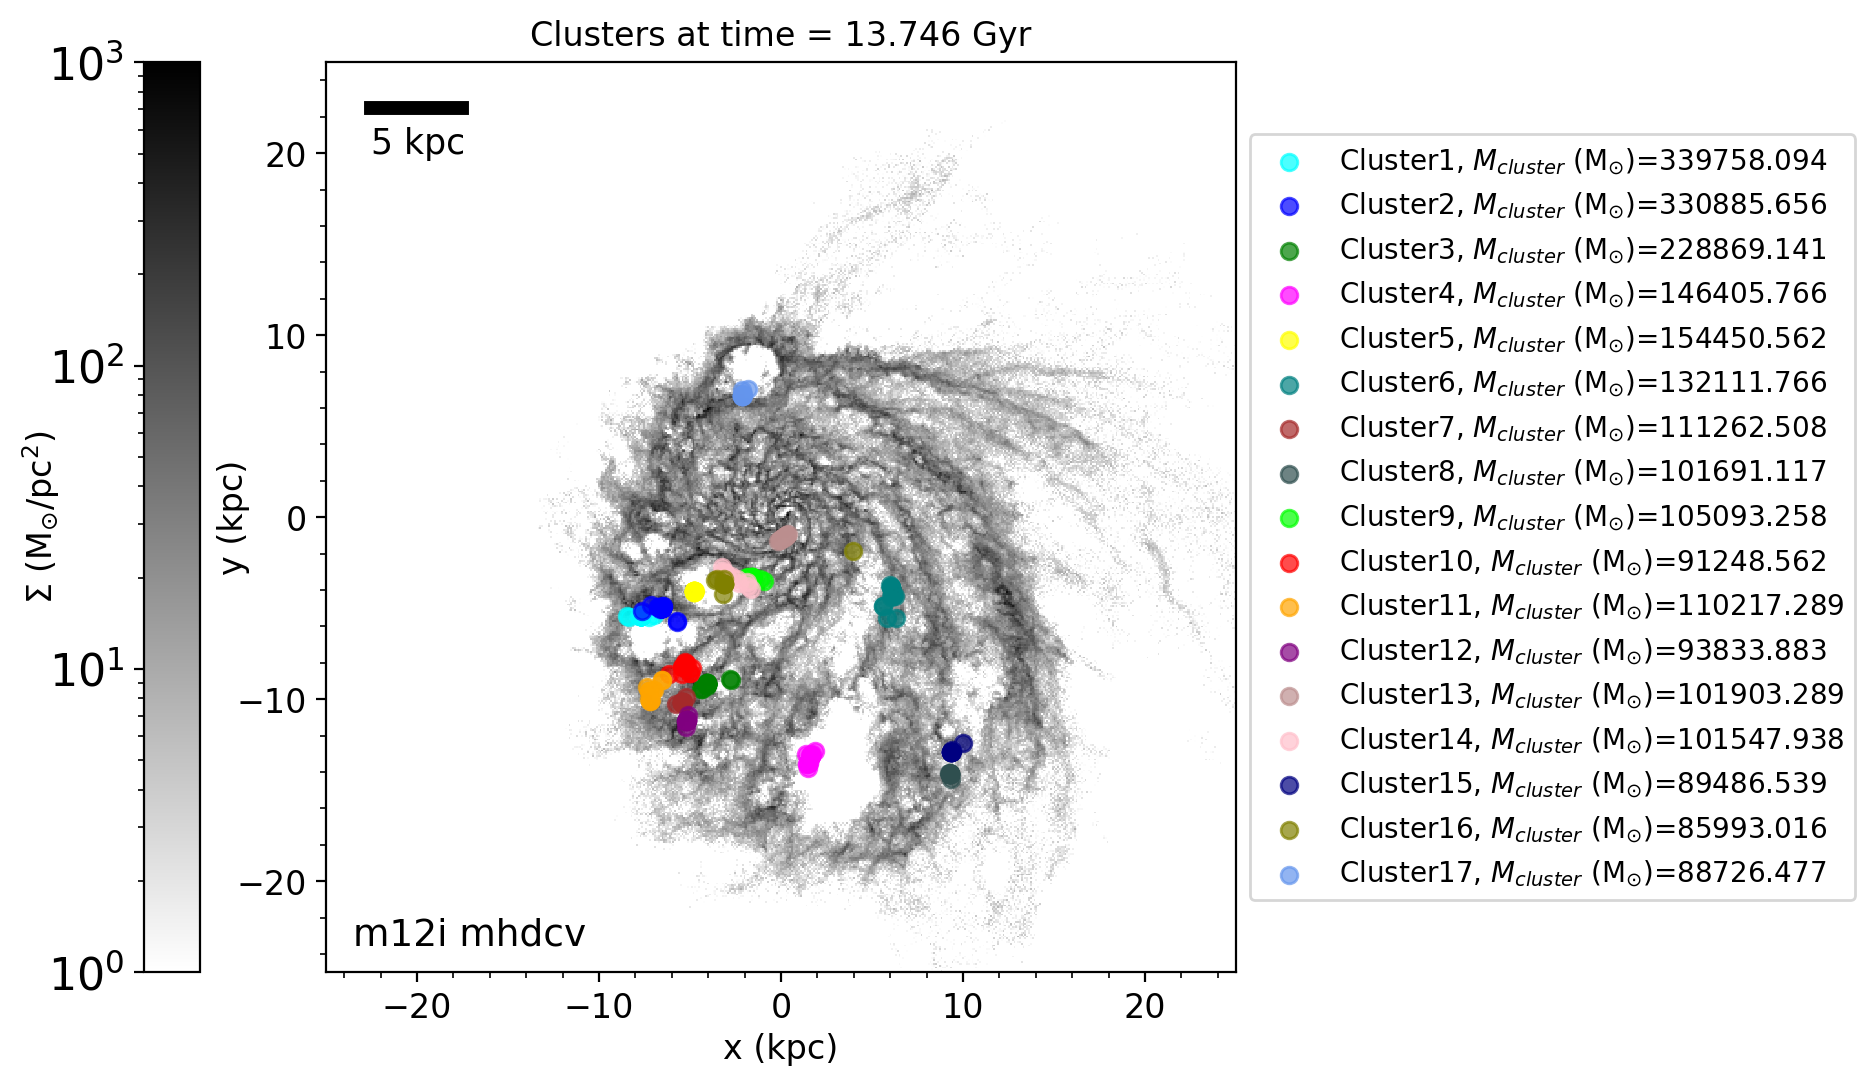 Clusters at time = 13.746 Gyr
10³
10²
10¹
10⁰
Σ (M☉/pc²)
y (kpc)
20
10
0
−10
−20
5 kpc
m12i mhdcv
−20
−10
0
10
20
x (kpc)
Cluster1, M_cluster (M☉)=339758.094
Cluster2, M_cluster (M☉)=330885.656
Cluster3, M_cluster (M☉)=228869.141
Cluster4, M_cluster (M☉)=146405.766
Cluster5, M_cluster (M☉)=154450.562
Cluster6, M_cluster (M☉)=132111.766
Cluster7, M_cluster (M☉)=111262.508
Cluster8, M_cluster (M☉)=101691.117
Cluster9, M_cluster (M☉)=105093.258
Cluster10, M_cluster (M☉)=91248.562
Cluster11, M_cluster (M☉)=110217.289
Cluster12, M_cluster (M☉)=93833.883
Cluster13, M_cluster (M☉)=101903.289
Cluster14, M_cluster (M☉)=101547.938
Cluster15, M_cluster (M☉)=89486.539
Cluster16, M_cluster (M☉)=85993.016
Cluster17, M_cluster (M☉)=88726.477